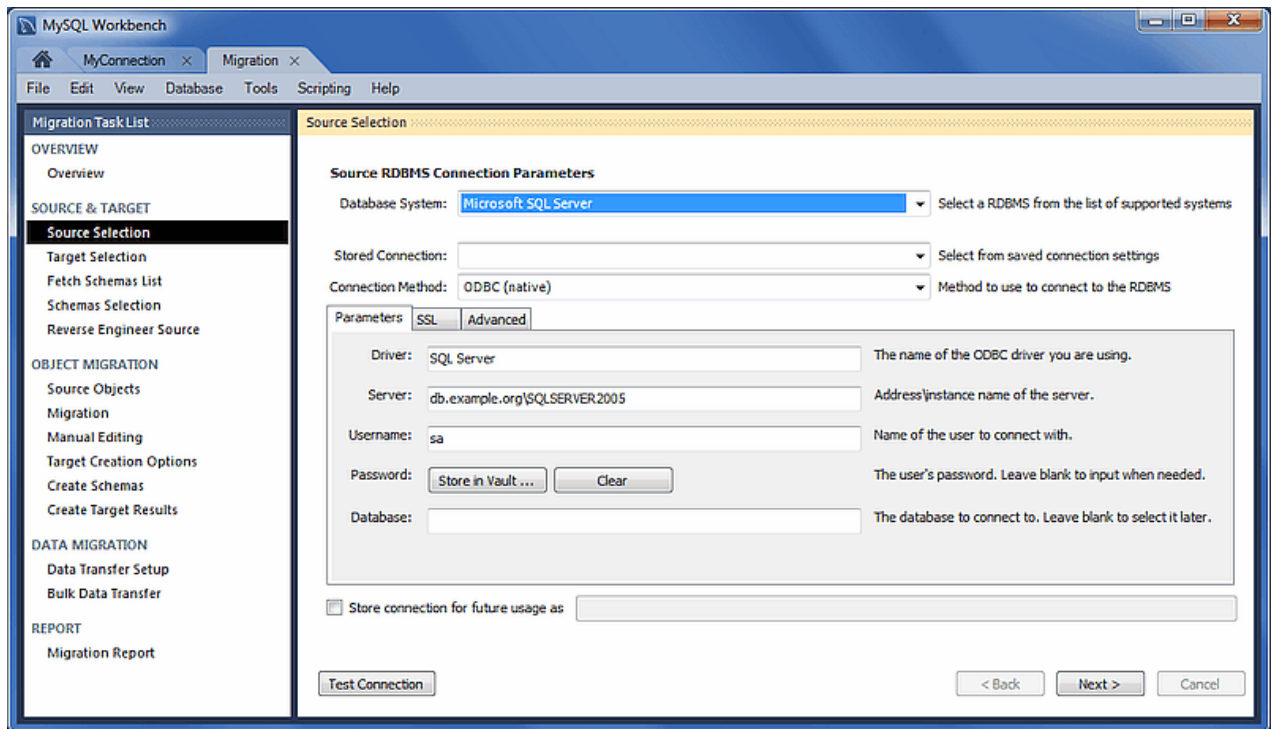 MySQL Workbench
MyConnection Migration
File Edit View Database Tools Scripting Help
Migration Task List
OVERVIEW
Overview
SOURCE & TARGET
Source Selection
Target Selection
Fetch Schemas List
Schemas Selection
Reverse Engineer Source
OBJECT MIGRATION
Source Objects
Migration
Manual Editing
Target Creation Options
Create Schemas
Create Target Results
DATA MIGRATION
Data Transfer Setup
Bulk Data Transfer
REPORT
Migration Report
Source Selection
Source RDBMS Connection Parameters
Database System: Microsoft SQL Server Select a RDBMS from the list of supported systems
Stored Connection: Select from saved connection settings
Connection Method: ODBC (native) Method to use to connect to the RDBMS
Parameters SSL Advanced
Driver: SQL Server The name of the ODBC driver you are using.
Server: db.example.org\SQLSERVER2005 Address\instance name of the server.
Username: sa Name of the user to connect with.
Password: Store in Vault ... Clear The user's password. Leave blank to input when needed.
Database: The database to connect to. Leave blank to select it later.
Store connection for future usage as
Test Connection < Back Next > Cancel